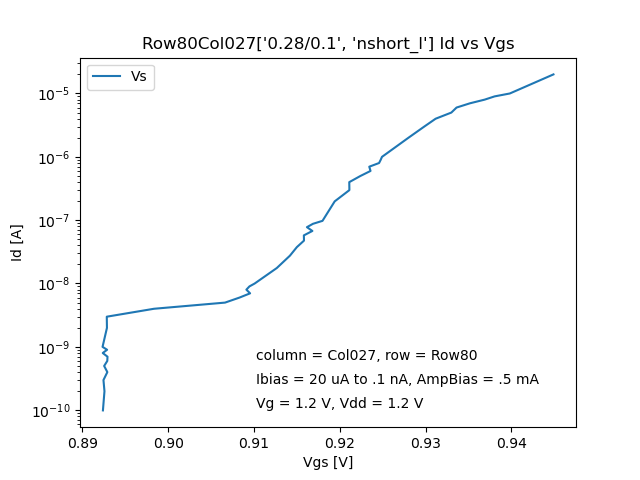 Row80Col027['0.28/0.1', 'nshort_l'] Id vs Vgs
Vs
10⁻⁵
10⁻⁶
10⁻⁷
10⁻⁸
10⁻⁹
10⁻¹⁰
Id [A]
column = Col027, row = Row80
Ibias = 20 uA to .1 nA, AmpBias = .5 mA
Vg = 1.2 V, Vdd = 1.2 V
0.89 0.90 0.91 0.92 0.93 0.94
Vgs [V]